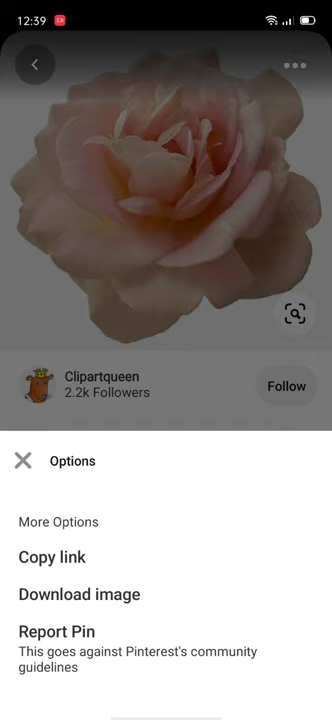 12:39
Clipartqueen
2.2k Followers
Follow
Options
More Options
Copy link
Download image
Report Pin
This goes against Pinterest's community
guidelines